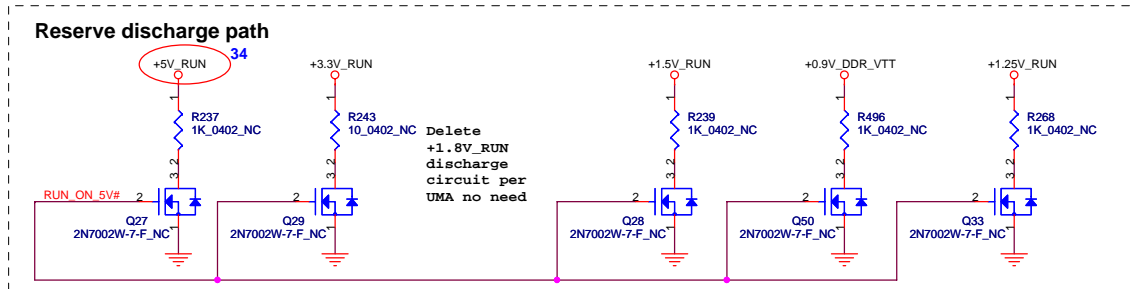 Reserve discharge path
34
+5V_RUN
+3.3V_RUN
+1.5V_RUN
+0.9V_DDR_VTT
+1.25V_RUN
1
1
1
1
1
R237
1K_0402_NC
R243
10_0402_NC
R239
1K_0402_NC
R496
1K_0402_NC
R268
1K_0402_NC
Delete
+1.8V_RUN
discharge
circuit per
UMA no need
2
2
2
2
2
3
3
3
3
3
RUN_ON_5V#
2
2
2
2
2
1
1
1
1
1
Q27
2N7002W-7-F_NC
Q29
2N7002W-7-F_NC
Q28
2N7002W-7-F_NC
Q50
2N7002W-7-F_NC
Q33
2N7002W-7-F_NC